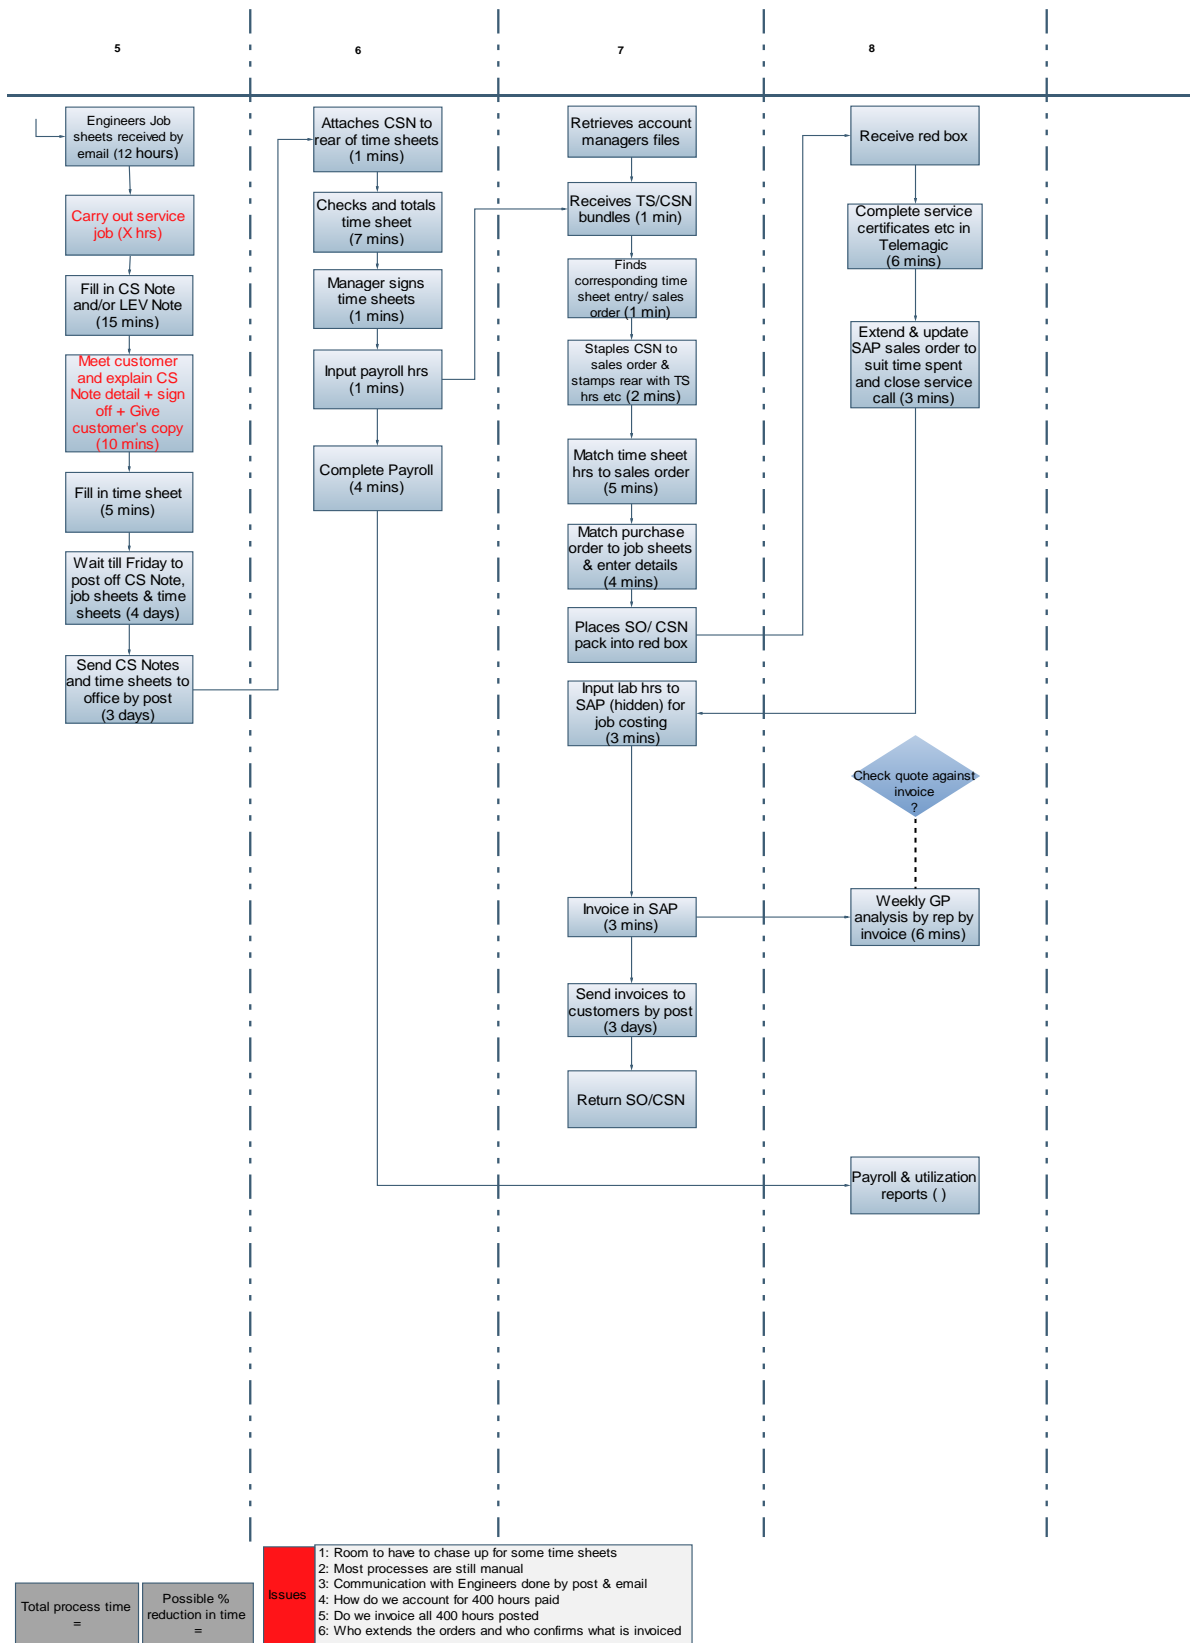 5
6
7
8
Engineers Job
sheets received by
email (12 hours)
Carry out service
job (X hrs)
Fill in CS Note
and/or LEV Note
(15 mins)
Meet customer
and explain CS
Note detail + sign
off + Give
customer's copy
(10 mins)
Fill in time sheet
(5 mins)
Wait till Friday to
post off CS Note,
job sheets & time
sheets (4 days)
Send CS Notes
and time sheets to
office by post
(3 days)
Attaches CSN to
rear of time sheets
(1 mins)
Checks and totals
time sheet
(7 mins)
Manager signs
time sheets
(1 mins)
Input payroll hrs
(1 mins)
Complete Payroll
(4 mins)
Retrieves account
managers files
Receives TS/CSN
bundles (1 min)
Finds
corresponding time
sheet entry/ sales
order (1 min)
Staples CSN to
sales order &
stamps rear with TS
hrs etc (2 mins)
Match time sheet
hrs to sales order
(5 mins)
Match purchase
order to job sheets
& enter details
(4 mins)
Places SO/ CSN
pack into red box
Input lab hrs to
SAP (hidden) for
job costing
(3 mins)
Invoice in SAP
(3 mins)
Send invoices to
customers by post
(3 days)
Return SO/CSN
Receive red box
Complete service
certificates etc in
Telemagic
(6 mins)
Extend & update
SAP sales order to
suit time spent
and close service
call (3 mins)
Check quote against
invoice
?
Weekly GP
analysis by rep by
invoice (6 mins)
Payroll & utilization
reports ( )
Total process time
=
Possible %
reduction in time
=
Issues
1: Room to have to chase up for some time sheets
2: Most processes are still manual
3: Communication with Engineers done by post & email
4: How do we account for 400 hours paid
5: Do we invoice all 400 hours posted
6: Who extends the orders and who confirms what is invoiced